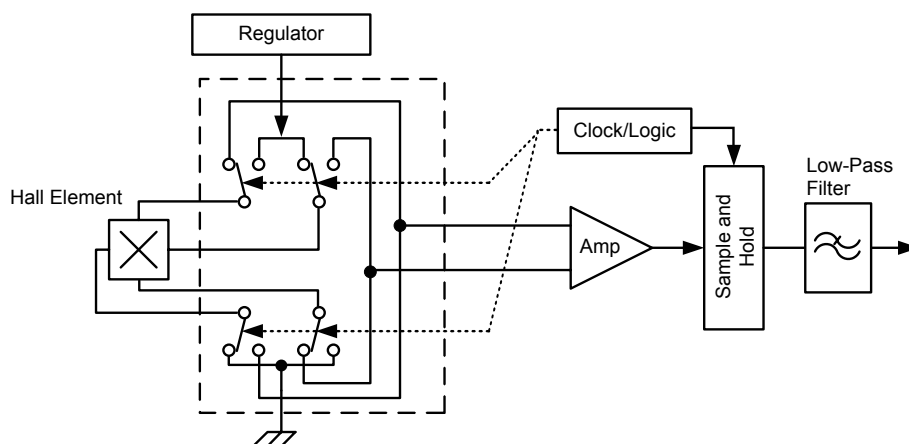 Regulator
Clock/Logic
Low-Pass
Filter
Hall Element
Amp
Sample and
Hold